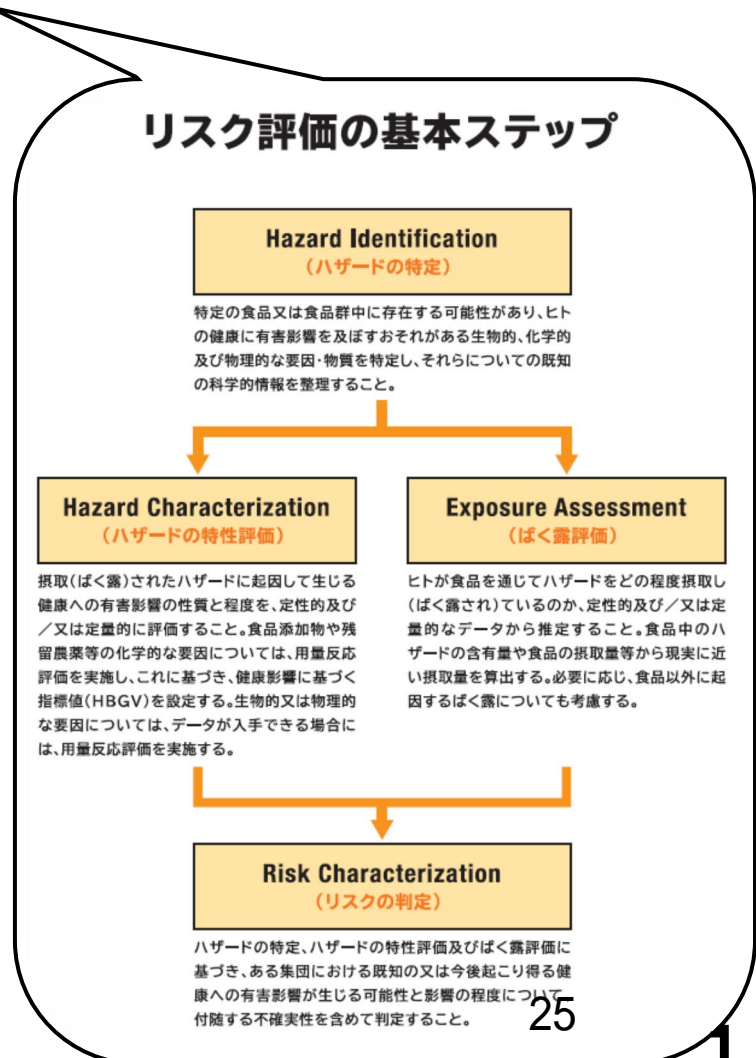 リスク評価の基本ステップ
Hazard Identification
（ハザードの特定）
特定の食品又は食品群中に存在する可能性があり、ヒト
の健康に有害影響を及ぼすおそれがある生物的、化学的
及び物理的な要因・物質を特定し、それらについての既知
の科学的情報を整理すること。
Hazard Characterization
（ハザードの特性評価）
摂取（ばく露）されたハザードに起因して生じる
健康への有害影響の性質と程度を、定性的及び
／又は定量的に評価すること。食品添加物や残
留農薬等の化学的な要因については、用量反応
評価を実施し、これに基づき、健康影響に基づく
指標値（HBGV）を設定する。生物的又は物理的
な要因については、データが入手できる場合に
は、用量反応評価を実施する。
Exposure Assessment
（ばく露評価）
ヒトが食品を通じてハザードをどの程度摂取し
（ばく露され）ているのか、定性的及び／又は定
量的なデータから推定すること。食品中のハ
ザードの含有量や食品の摂取量等から現実に近
い摂取量を算出する。必要に応じ、食品以外に起
因するばく露についても考慮する。
Risk Characterization
（リスクの判定）
ハザードの特定、ハザードの特性評価及びばく露評価に
基づき、ある集団における既知の又は今後起こり得る健
康への有害影響が生じる可能性と影響の程度について、
付随する不確実性を含めて判定すること。
25